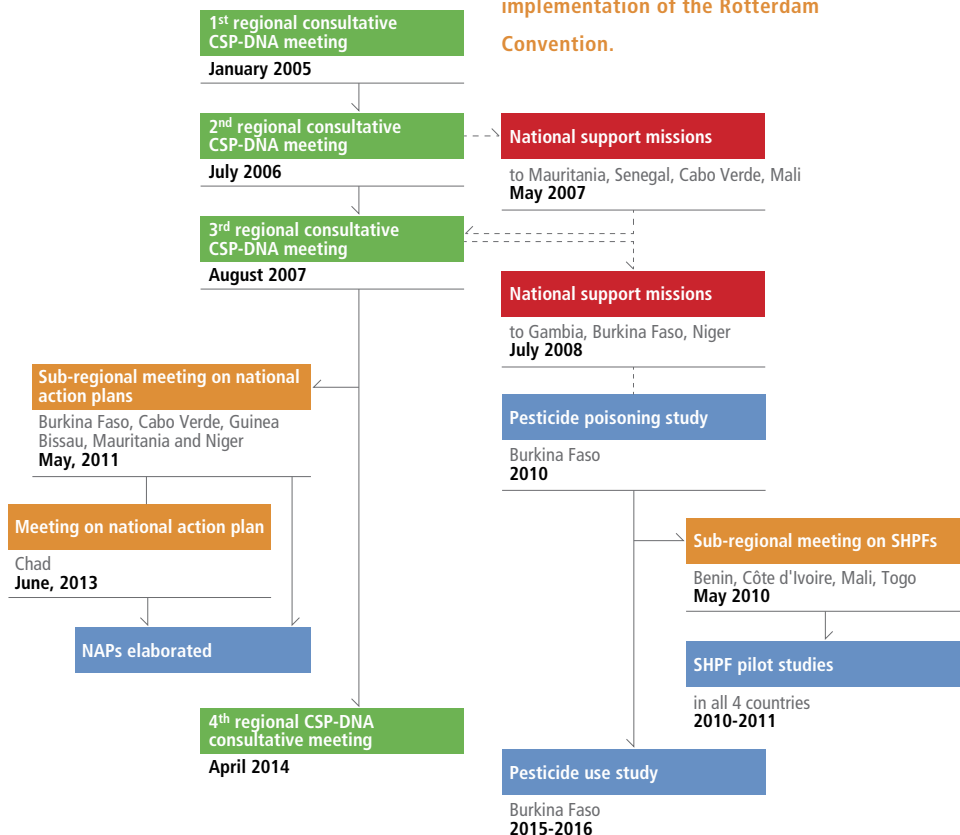 implementation of the Rotterdam
Convention.
1st regional consultative
CSP-DNA meeting
January 2005
2nd regional consultative
CSP-DNA meeting
July 2006
National support missions
to Mauritania, Senegal, Cabo Verde, Mali
May 2007
3rd regional consultative
CSP-DNA meeting
August 2007
National support missions
to Gambia, Burkina Faso, Niger
July 2008
Sub-regional meeting on national
action plans
Burkina Faso, Cabo Verde, Guinea
Bissau, Mauritania and Niger
May, 2011
Pesticide poisoning study
Burkina Faso
2010
Meeting on national action plan
Chad
June, 2013
Sub-regional meeting on SHPFs
Benin, Côte d'Ivoire, Mali, Togo
May 2010
NAPs elaborated
SHPF pilot studies
in all 4 countries
2010-2011
4th regional CSP-DNA
consultative meeting
April 2014
Pesticide use study
Burkina Faso
2015-2016